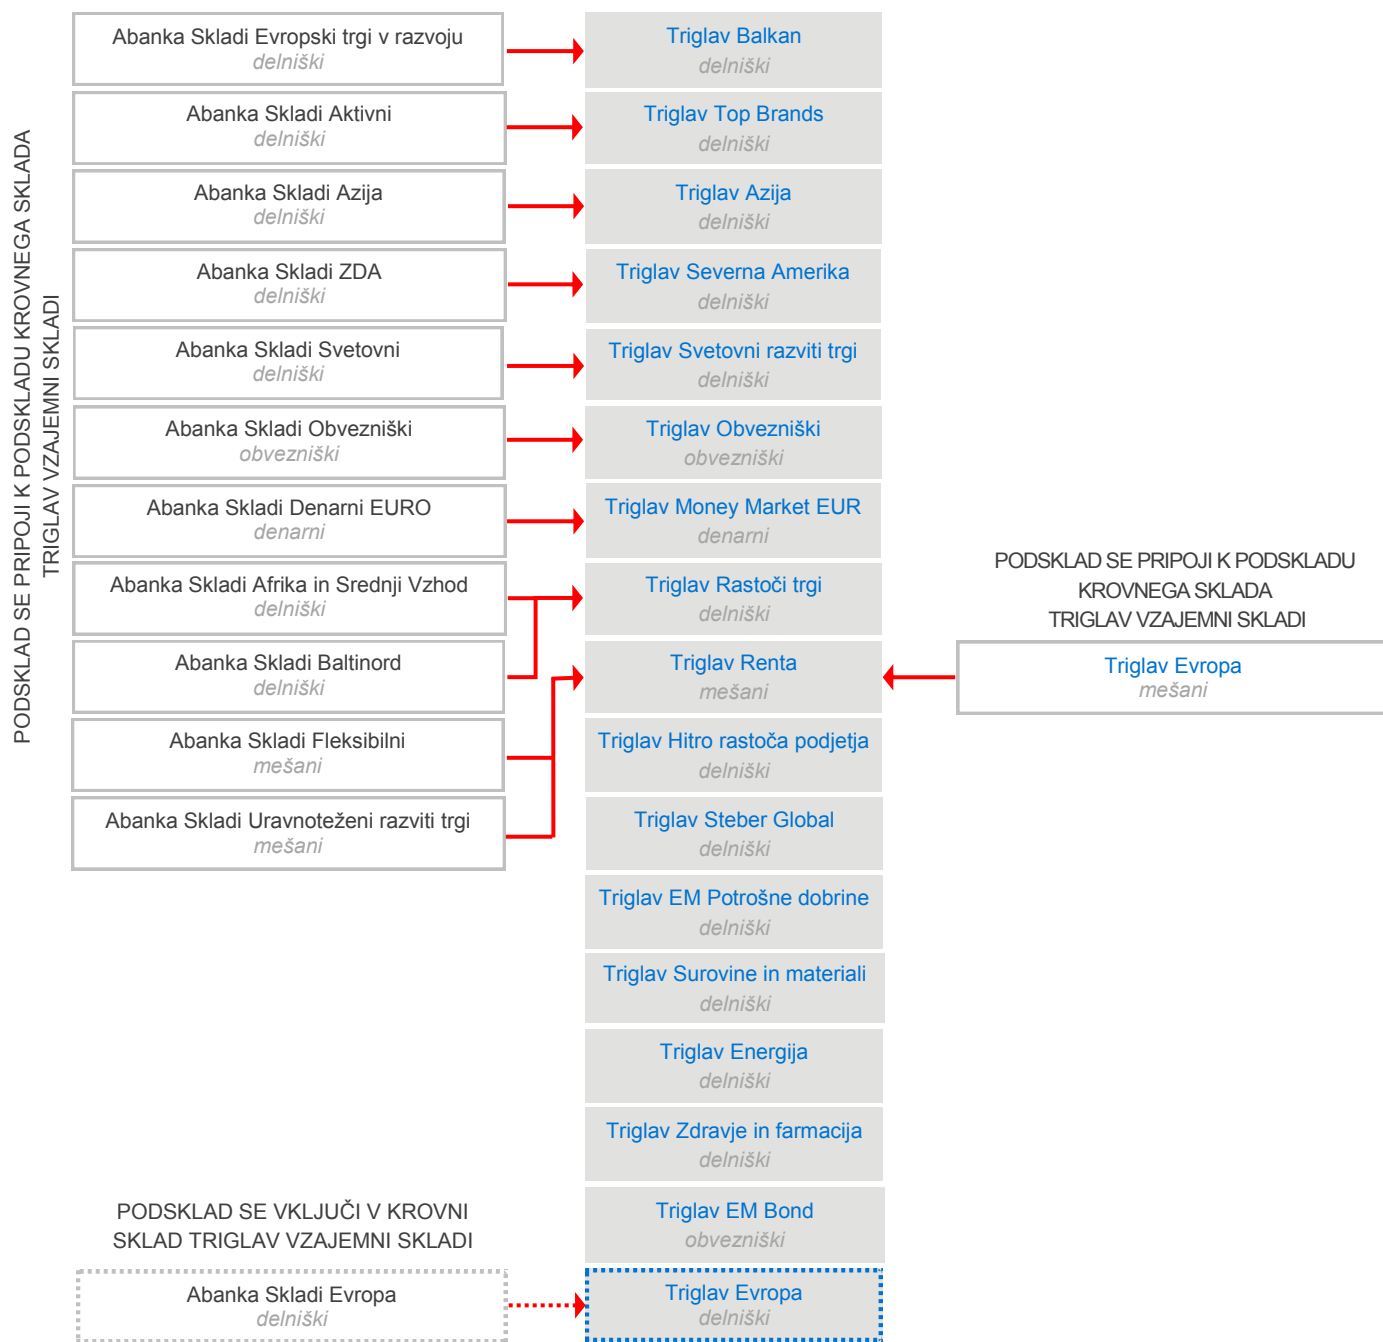 PODSKLAD SE PRIPOJI K PODSKLADU KROVNEGA SKLADA
TRIGLAV VZAJEMNI SKLADI
Abanka Skladi Evropski trgi v razvoju
delniški
Triglav Balkan
delniški
Abanka Skladi Aktivni
delniški
Triglav Top Brands
delniški
Abanka Skladi Azija
delniški
Triglav Azija
delniški
Abanka Skladi ZDA
delniški
Triglav Severna Amerika
delniški
Abanka Skladi Svetovni
delniški
Triglav Svetovni razviti trgi
delniški
Abanka Skladi Obvezniški
obvezniški
Triglav Obvezniški
obvezniški
Abanka Skladi Denarni EURO
denarni
Triglav Money Market EUR
denarni
Abanka Skladi Afrika in Srednji Vzhod
delniški
Triglav Rastoči trgi
delniški
Abanka Skladi Baltinord
delniški
Triglav Renta
mešani
PODSKLAD SE PRIPOJI K PODSKLADU
KROVNEGA SKLADA
TRIGLAV VZAJEMNI SKLADI
Triglav Evropa
mešani
Abanka Skladi Fleksibilni
mešani
Triglav Hitro rastoča podjetja
delniški
Abanka Skladi Uravnoteženi razviti trgi
mešani
Triglav Steber Global
delniški
Triglav EM Potrošne dobrine
delniški
Triglav Surovine in materiali
delniški
Triglav Energija
delniški
Triglav Zdravje in farmacija
delniški
Triglav EM Bond
obvezniški
PODSKLAD SE VKLJUČI V KROVNI
SKLAD TRIGLAV VZAJEMNI SKLADI
Abanka Skladi Evropa
delniški
Triglav Evropa
delniški